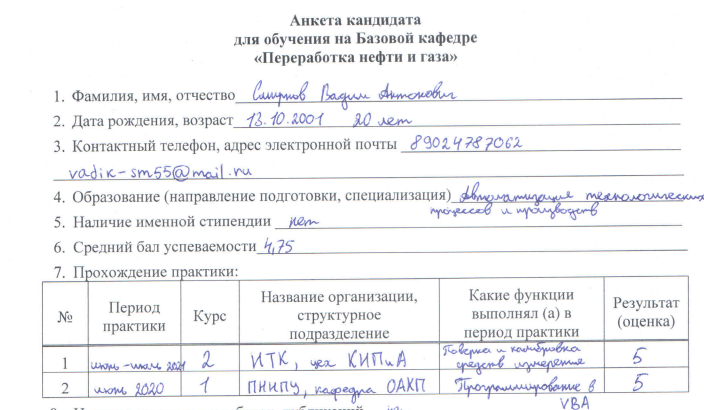 Анкета кандидата
для обучения на Базовой кафедре
«Переработка нефти и газа»
1. Фамилия, имя, отчество Смирнов Вадим Антонович
2. Дата рождения, возраст 13.10.2001 20 лет
3. Контактный телефон, адрес электронной почты 89024787062
vadik-sm55@mail.ru
4. Образование (направление подготовки, специализация) Автоматизация технологических
процессов и производств
5. Наличие именной стипендии нет
6. Средний бал успеваемости 4,75
7. Прохождение практики:
№ Период практики Курс Название организации, структурное подразделение Какие функции выполнял (а) в период практики Результат (оценка)
1 июнь-июль 2021 2 ИТК, цех КИПиА Поверка и калибровка средств измерения 5
2 июнь 2020 1 ПНИПУ, кафедра ОАХП Программирование в VBA 5